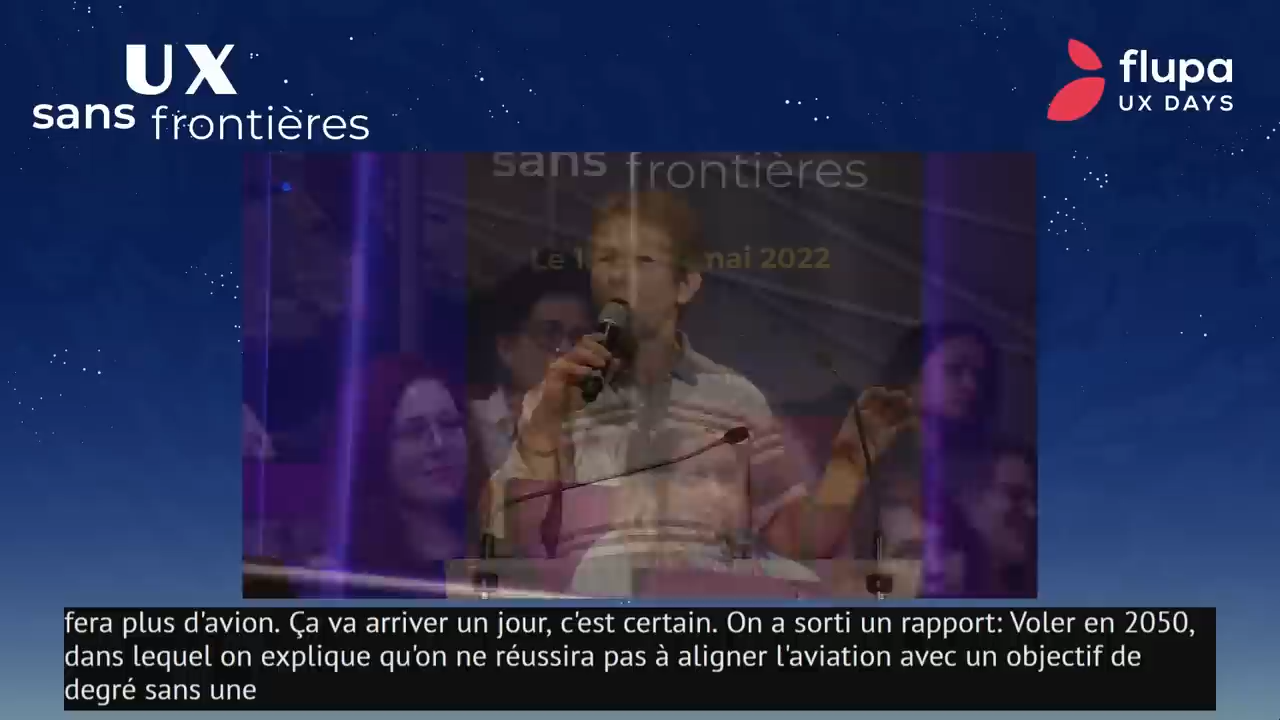 UX
sans frontières
flupa
UX DAYS
sans frontières
Le 1 mai 2022
fera plus d'avion. Ça va arriver un jour, c'est certain. On a sorti un rapport: Voler en 2050,
dans lequel on explique qu'on ne réussira pas à aligner l'aviation avec un objectif de
degré sans une